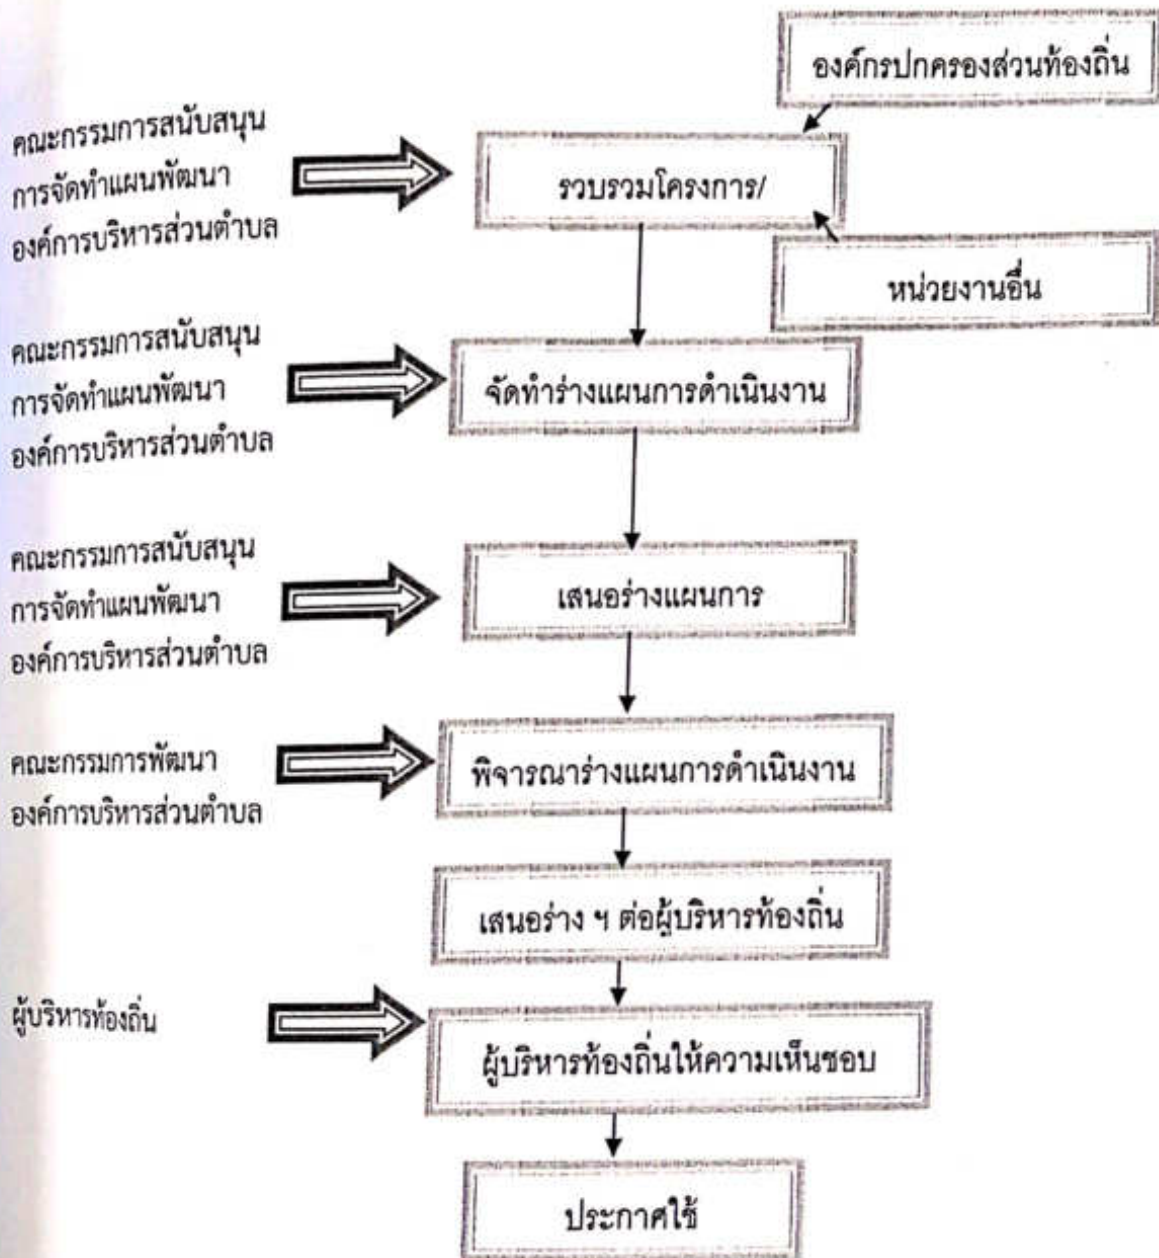 องค์กรปกครองส่วนท้องถิ่น
คณะกรรมการสนับสนุน
การจัดทำแผนพัฒนา
องค์การบริหารส่วนตำบล
รวบรวมโครงการ/
หน่วยงานอื่น
คณะกรรมการสนับสนุน
การจัดทำแผนพัฒนา
องค์การบริหารส่วนตำบล
จัดทำร่างแผนการดำเนินงาน
คณะกรรมการสนับสนุน
การจัดทำแผนพัฒนา
องค์การบริหารส่วนตำบล
เสนอร่างแผนการ
คณะกรรมการพัฒนา
องค์การบริหารส่วนตำบล
พิจารณาร่างแผนการดำเนินงาน
เสนอร่าง ฯ ต่อผู้บริหารท้องถิ่น
ผู้บริหารท้องถิ่น
ผู้บริหารท้องถิ่นให้ความเห็นชอบ
ประกาศใช้